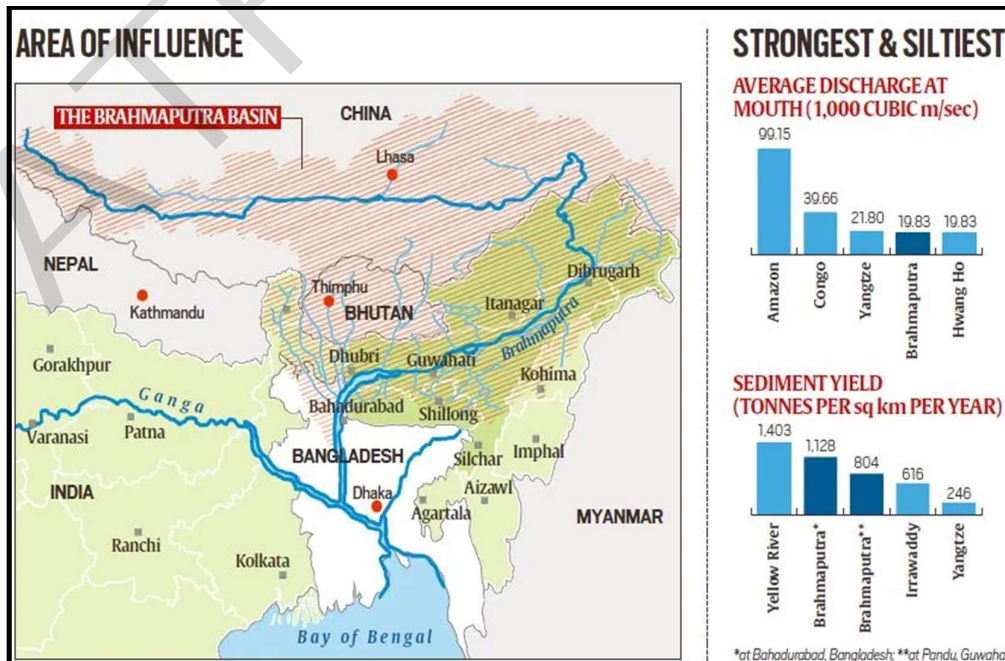 AREA OF INFLUENCE
THE BRAHMAPUTRA BASIN
CHINA
Lhasa
NEPAL
Kathmandu
Thimphu
BHUTAN
Dibrugarh
Itanagar
Brahmaputra
Gorakhpur
Dhubri
Guwahati
Kohima
Ganga
Bahadurabad
Shillong
Varanasi
Patna
BANGLADESH
Silchar
Imphal
INDIA
Dhaka
Aizawl
Agartala
MYANMAR
Ranchi
Kolkata
Bay of Bengal
STRONGEST & SILTIEST
AVERAGE DISCHARGE AT
MOUTH (1,000 CUBIC m/sec)
99.15
39.66
21.80
19.83
19.83
Amazon
Congo
Yangtze
Brahmaputra
Hwang Ho
SEDIMENT YIELD
(TONNES PER sq km PER YEAR)
1,403
1,128
804
616
246
Yellow River
Brahmaputra*
Brahmaputra**
Irrawaddy
Yangtze
*at Bahadurabad, Bangladesh; **at Pandu,